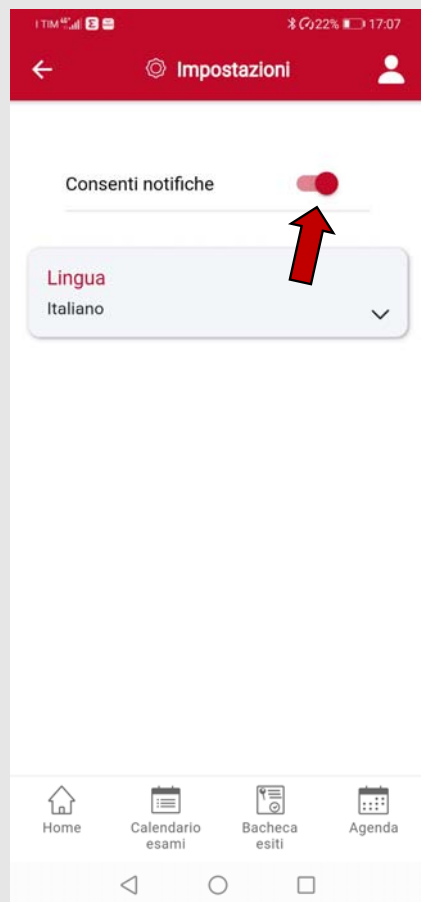 TIM 22% 17:07
Impostazioni
Consenti notifiche
Lingua
Italiano
Home
Calendario
esami
Bacheca
esiti
Agenda